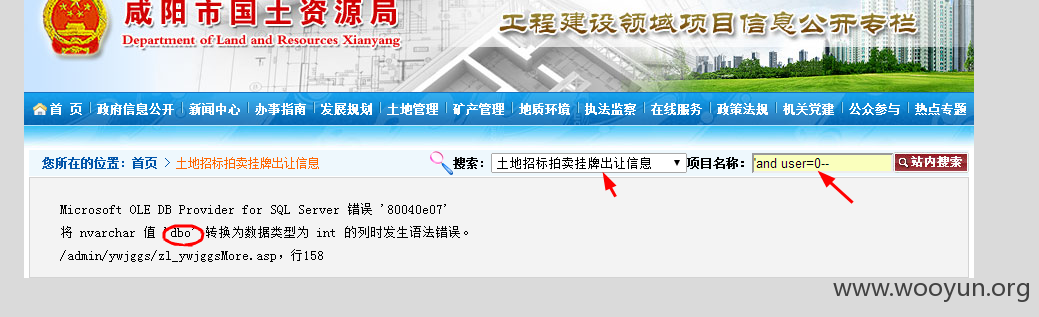 咸阳市国土资源局
Department of Land and Resources Xianyang
工程建设领域项目信息公开专栏
首 页 政府信息公开 新闻中心 办事指南 发展规划 土地管理 矿产管理 地质环境 执法监察 在线服务 政策法规 机关党建 公众参与 热点专题
您所在的位置：首页 > 土地招标拍卖挂牌出让信息 搜索： 土地招标拍卖挂牌出让信息 项目名称： 'and user=0-- 站内搜索
Microsoft OLE DB Provider for SQL Server 错误 '80040e07'
将 nvarchar 值 'dbo' 转换为数据类型为 int 的列时发生语法错误。
/admin/ywjggs/zl_ywjggsMore.asp，行158
www.wooyun.org